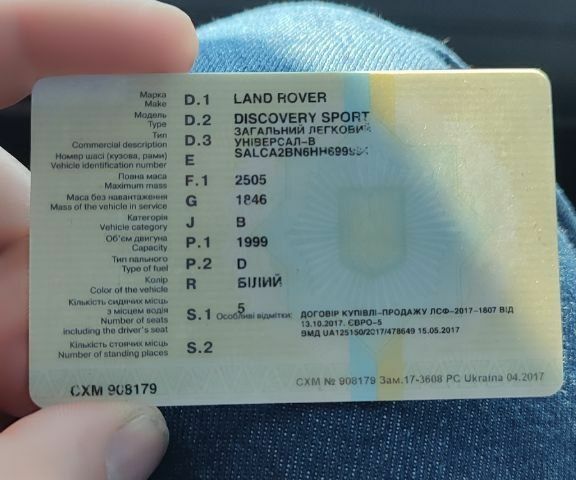 Марка
Make D.1 LAND ROVER
Модель
Type D.2 DISCOVERY SPORT
Тип
Commercial description D.3 ЗАГАЛЬНИЙ ЛЕГКОВИЙ
УНІВЕРСАЛ-В
Номер шасі (кузова, рами)
Vehicle identification number E
Повна маса
Maximum mass F.1 2505
Маса без навантаження
Mass of the vehicle in service G 1846
Категорія
Vehicle category J B
Об'єм двигуна
Capacity P.1 1999
Тип пального
Type of fuel P.2 D
Колір
Color of the vehicle R БІЛИЙ
Кількість сидячих місць
з місцем водія
Number of seats
including the driver's seat S.1 5
Особливі відмітки: ДОГОВІР КУПІВЛІ-ПРОДАЖУ ЛСФ-2017-1807 ВІД
13.10.2017. ЄВРО-5
ВМД UA125150/2017/478649 15.05.2017
Кількість стоячих місць
Number of standing places S.2
СХМ 908179
СХМ № 908179 Зам.17-3608 PC Ukraina 04.2017